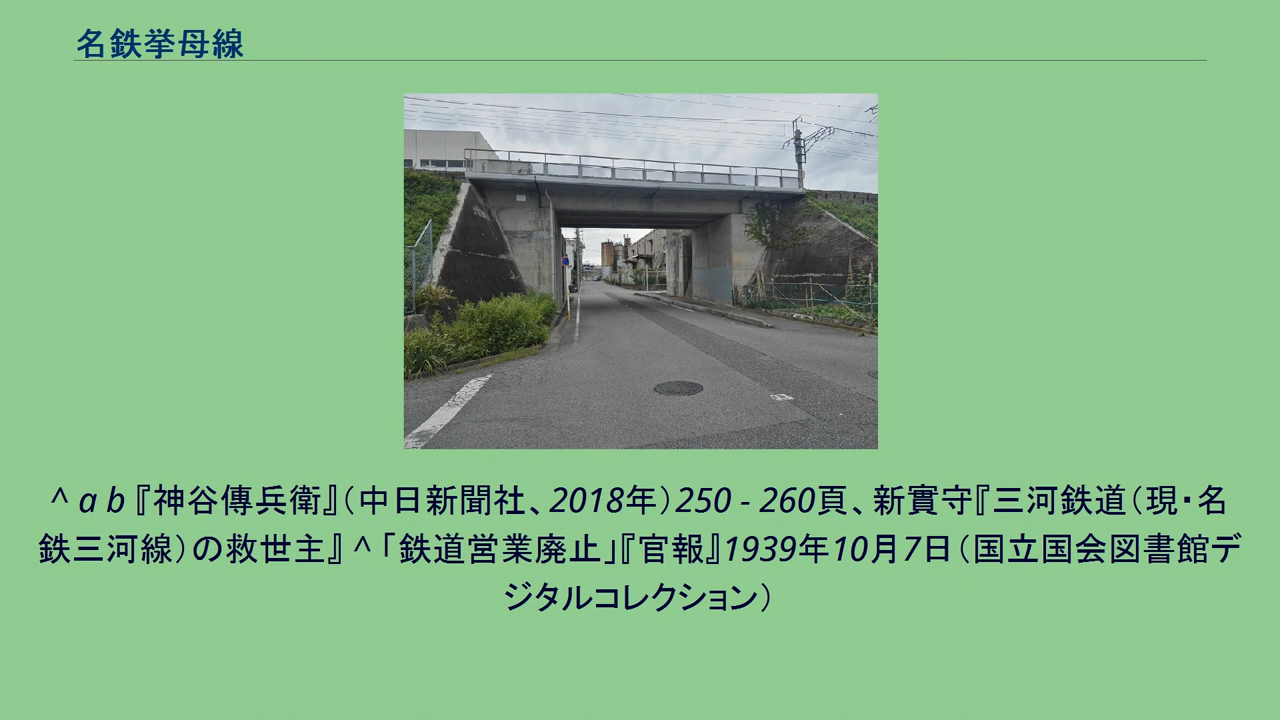 名鉄挙母線
^ a b『神谷傳兵衛』（中日新聞社、2018年）250 - 260頁、新實守『三河鉄道（現・名
鉄三河線）の救世主』 ^ 「鉄道営業廃止」『官報』1939年10月7日（国立国会図書館デ
ジタルコレクション）